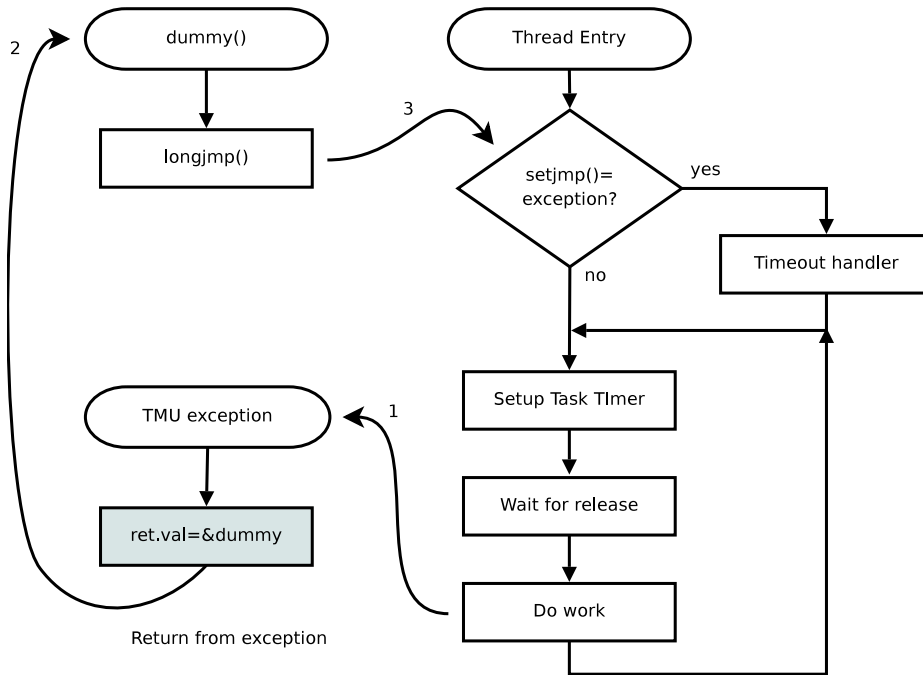 2
dummy()
Thread Entry
longjmp()
3
setjmp()=
exception?
yes
Timeout handler
no
Setup Task TImer
TMU exception
1
Wait for release
ret.val=&dummy
Do work
Return from exception